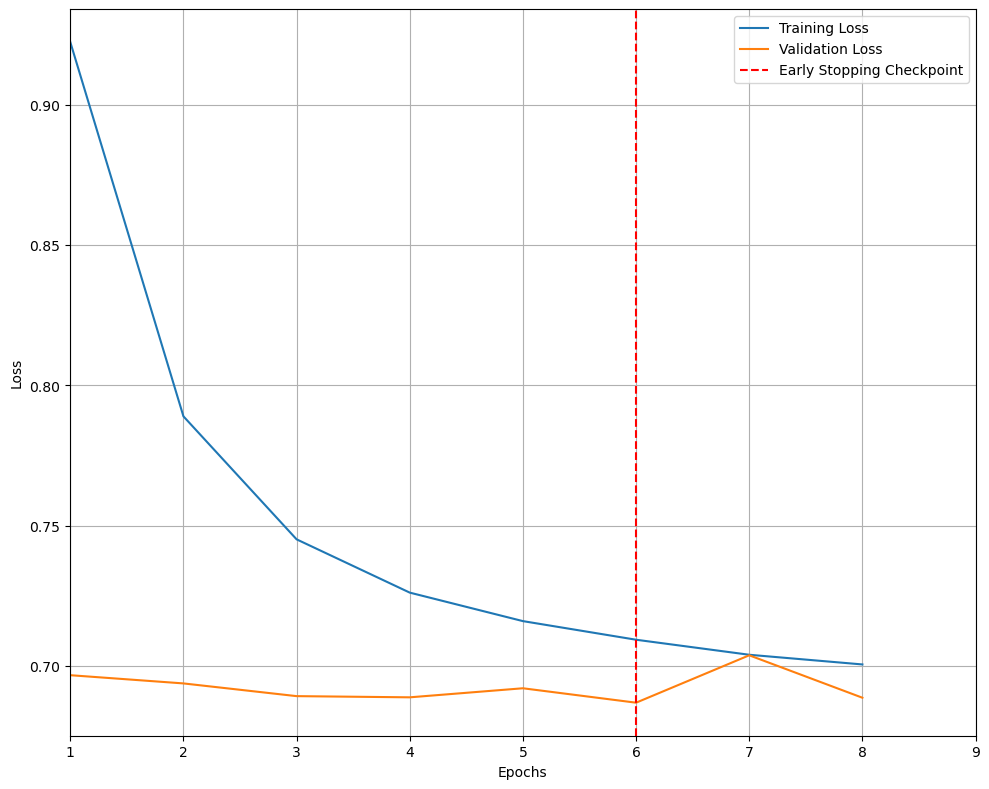 Training Loss
Validation Loss
Early Stopping Checkpoint
0.90
0.85
0.80
0.75
0.70
Loss
1 2 3 4 5 6 7 8 9
Epochs